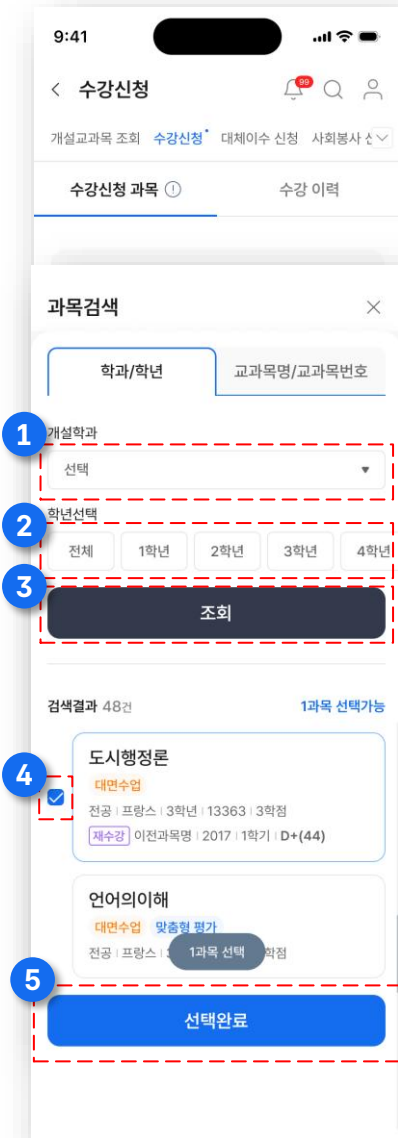 9:41
수강신청
99
개설교과목 조회 수강신청 대체이수 신청 사회봉사
수강신청 과목 수강 이력
과목검색
학과/학년 교과목명/교과목번호
1
개설학과
선택
2
학년선택
전체 1학년 2학년 3학년 4학년
3
조회
검색결과 48건 1과목 선택가능
4
도시행정론
대면수업
전공 | 프랑스 | 3학년 | 13363 | 3학점
재수강 이전과목명 | 2017 | 1학기 | D+(44)
언어의이해
대면수업 맞춤형 평가
전공 | 프랑스 | 학점
1과목 선택
5
선택완료